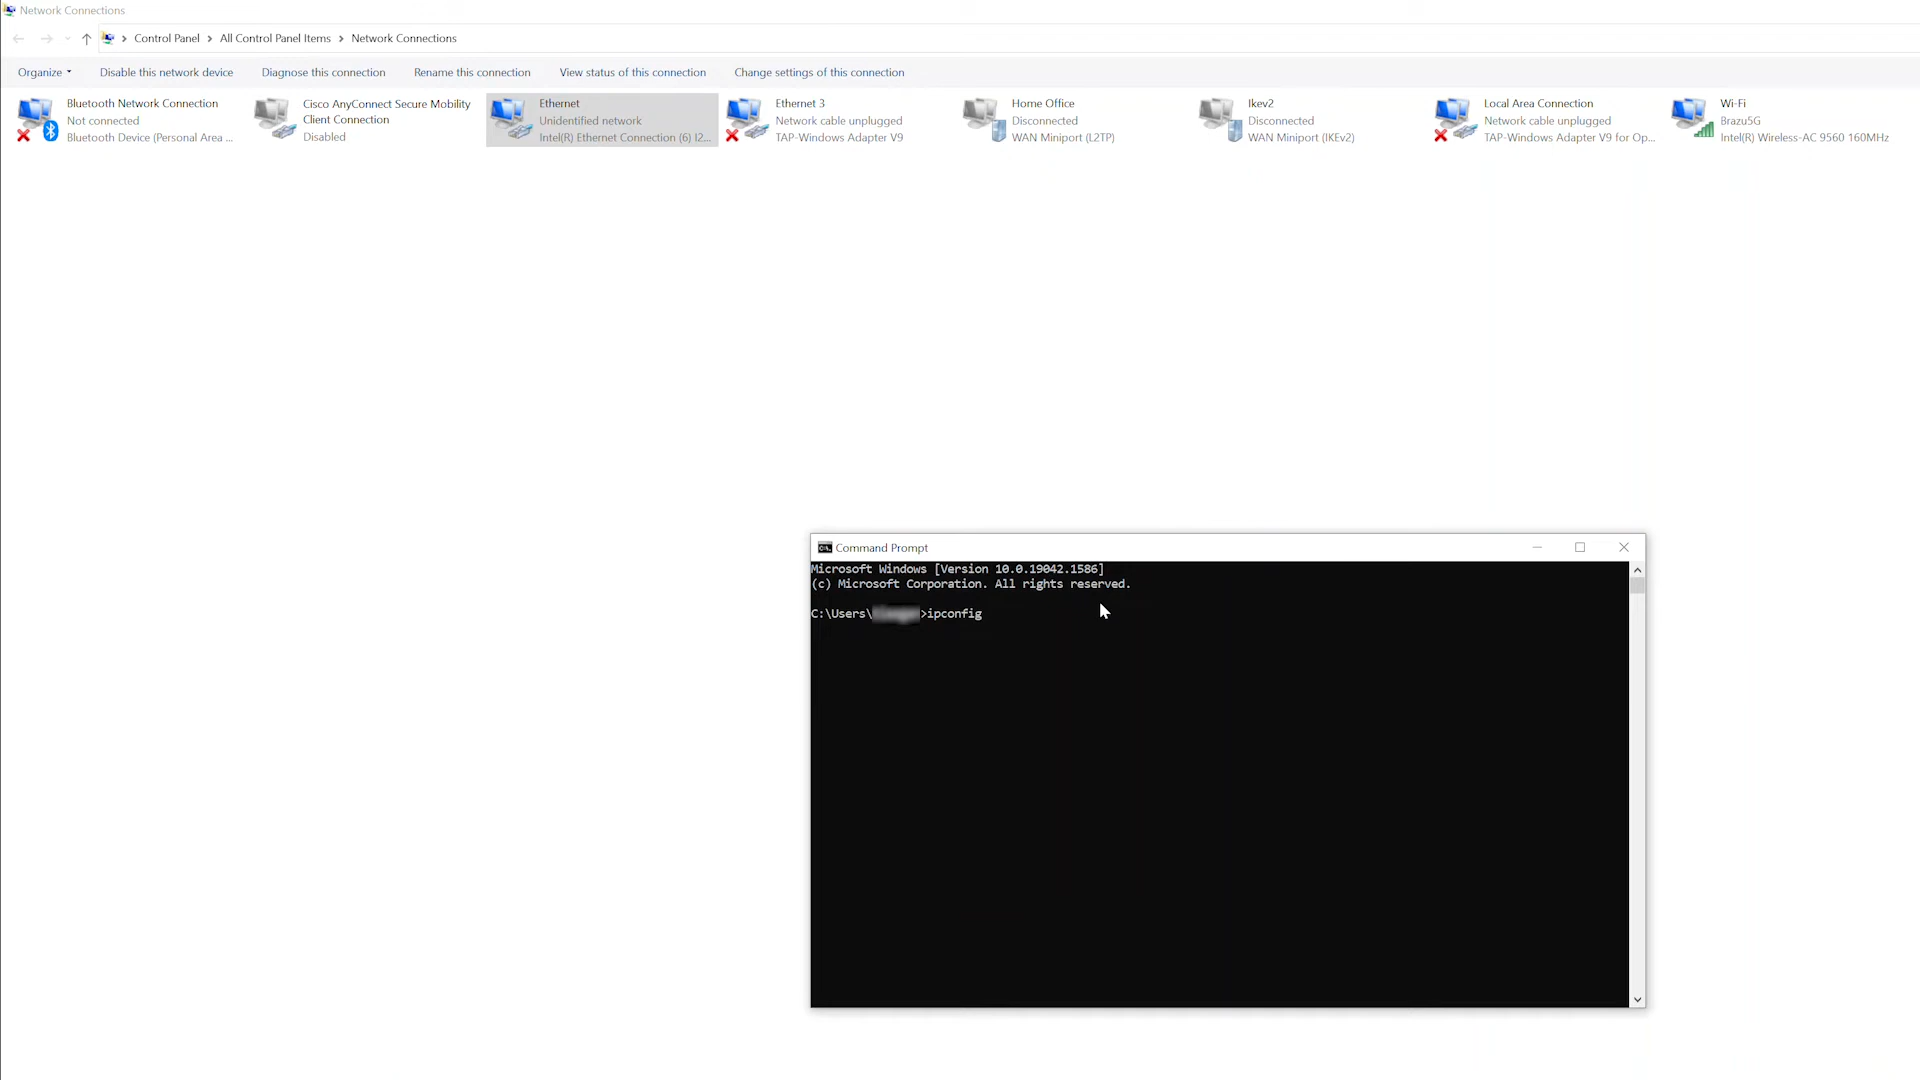 Network Connections
Control Panel > All Control Panel Items > Network Connections
Organize Disable this network device Diagnose this connection Rename this connection View status of this connection Change settings of this connection
Bluetooth Network Connection
Not connected
Bluetooth Device (Personal Area ...
Cisco AnyConnect Secure Mobility
Client Connection
Disabled
Ethernet
Unidentified network
Intel(R) Ethernet Connection (6) I2...
Ethernet 3
Network cable unplugged
TAP-Windows Adapter V9
Home Office
Disconnected
WAN Miniport (L2TP)
Ikev2
Disconnected
WAN Miniport (IKEv2)
Local Area Connection
Network cable unplugged
TAP-Windows Adapter V9 for Op...
Wi-Fi
Brazu5G
Intel(R) Wireless-AC 9560 160MHz
Command Prompt
Microsoft Windows [Version 10.0.19042.1586]
(c) Microsoft Corporation. All rights reserved.
C:\Users\ >ipconfig